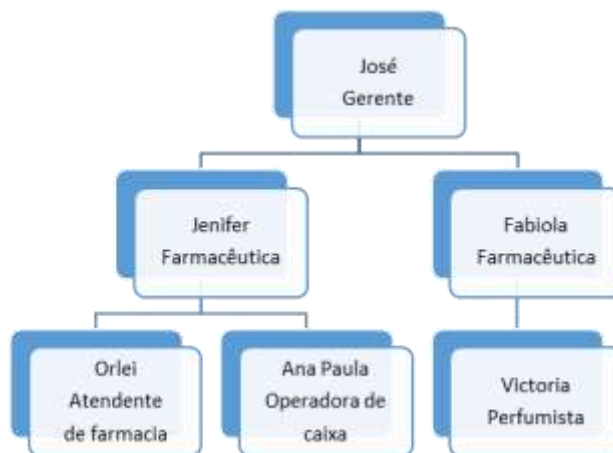 José
Gerente
Jenifer
Farmacêutica
Fabiola
Farmacêutica
Orlei
Atendente
de farmacia
Ana Paula
Operadora de
caixa
Victoria
Perfumista